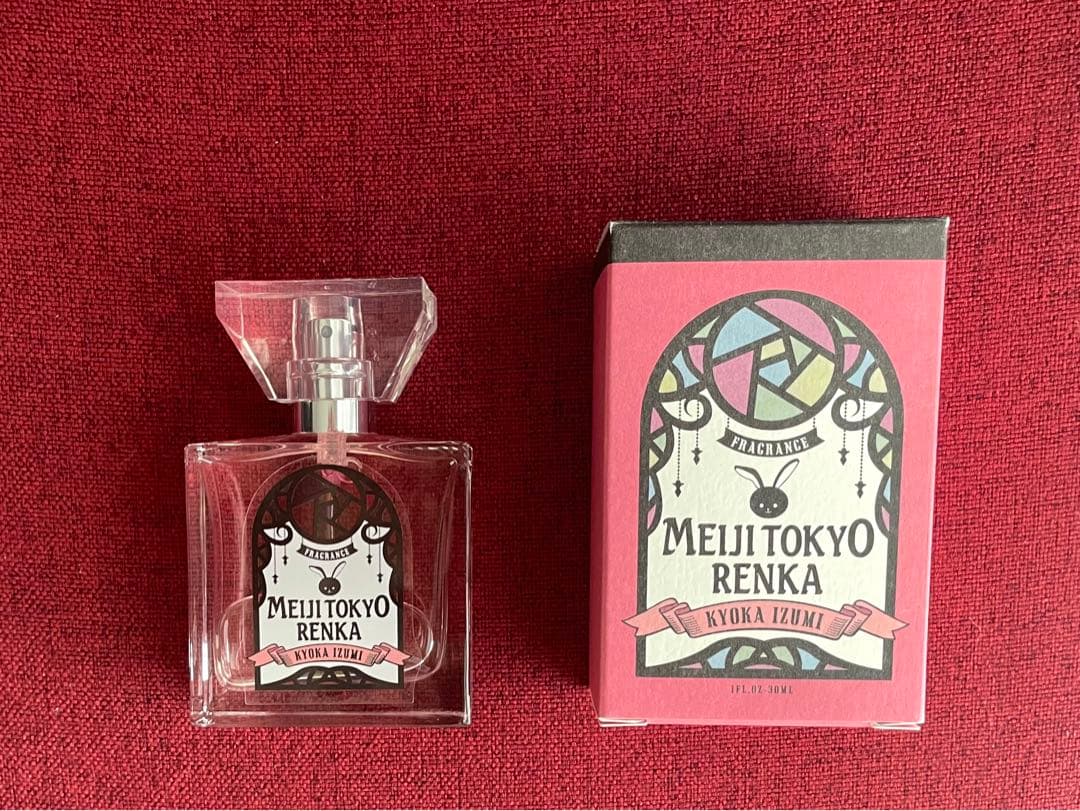 FRAGRANCE
MEIJI TOKYO
RENKA
KYOKA IZUMI
FRAGRANCE
MEIJI TOKYO
RENKA
KYOKA IZUMI
1FL.OZ-30ML